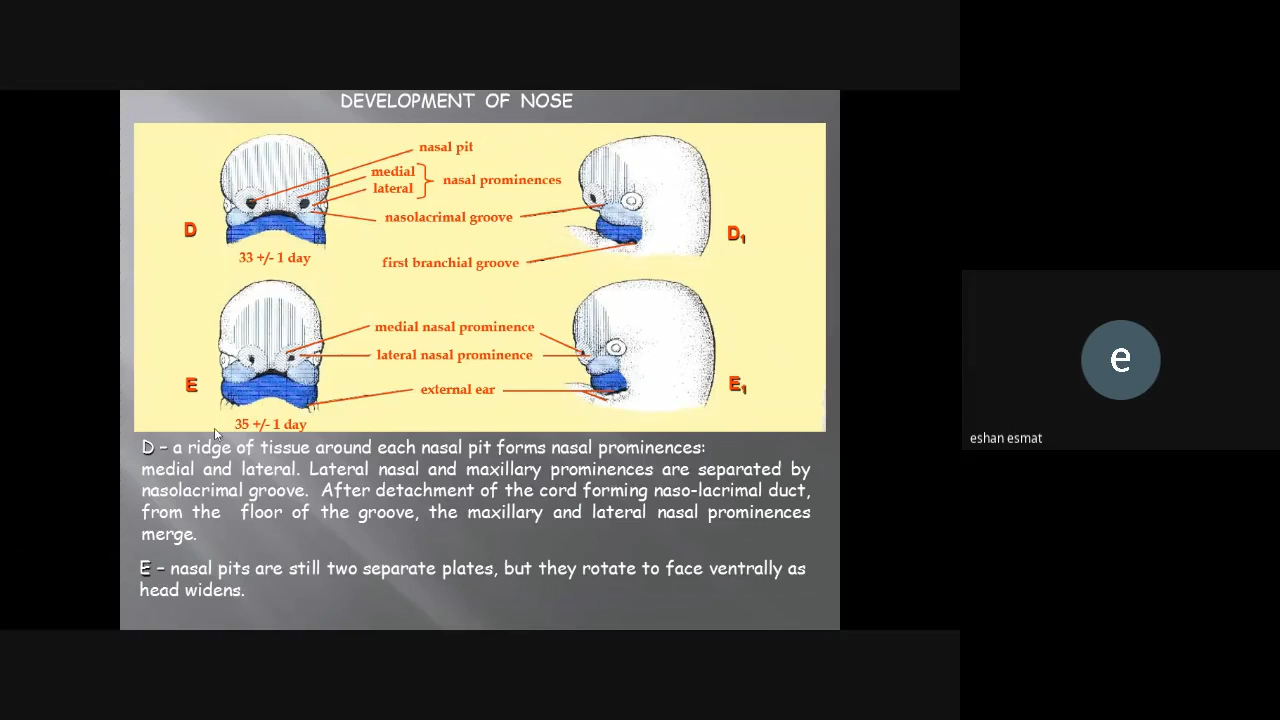 DEVELOPMENT OF NOSE
nasal pit
medial
lateral
nasal prominences
nasolacrimal groove
D
D1
33 +/- 1 day
first branchial groove
medial nasal prominence
lateral nasal prominence
E
external ear
E1
35 +/- 1 day
D – a ridge of tissue around each nasal pit forms nasal prominences:
medial and lateral. Lateral nasal and maxillary prominences are separated by
nasolacrimal groove. After detachment of the cord forming naso-lacrimal duct,
from the floor of the groove, the maxillary and lateral nasal prominences
merge.
E – nasal pits are still two separate plates, but they rotate to face ventrally as
head widens.
e
eshan esmat